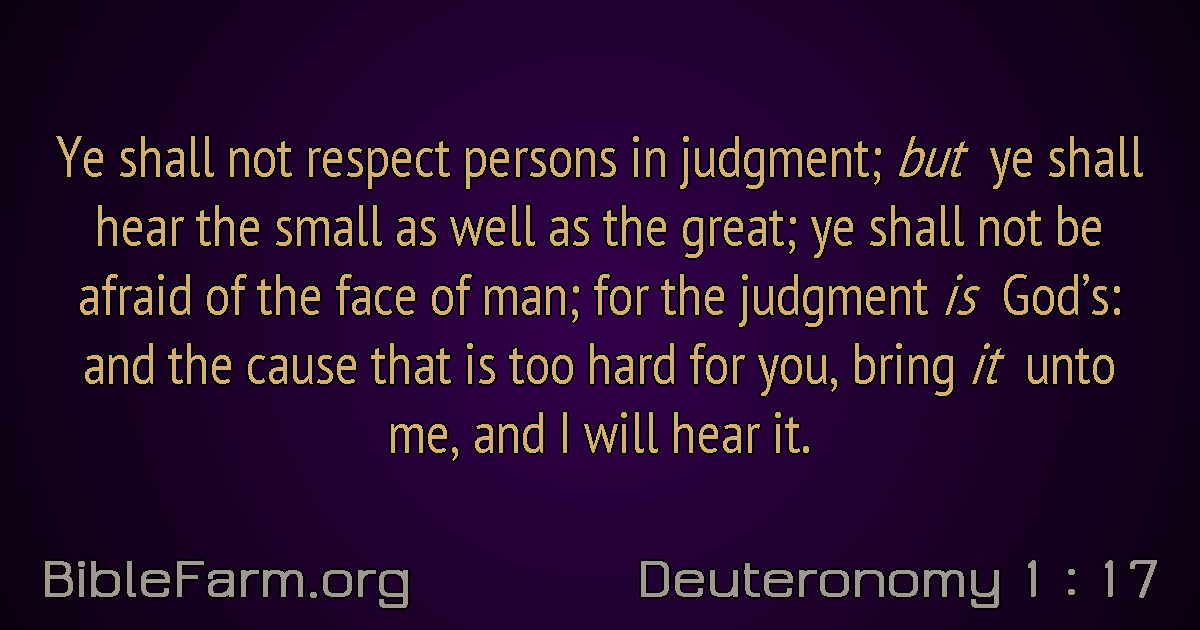 Ye shall not respect persons in judgment; but ye shall
hear the small as well as the great; ye shall not be
afraid of the face of man; for the judgment is God’s:
and the cause that is too hard for you, bring it unto
me, and I will hear it.
BibleFarm.org
Deuteronomy 1 : 17